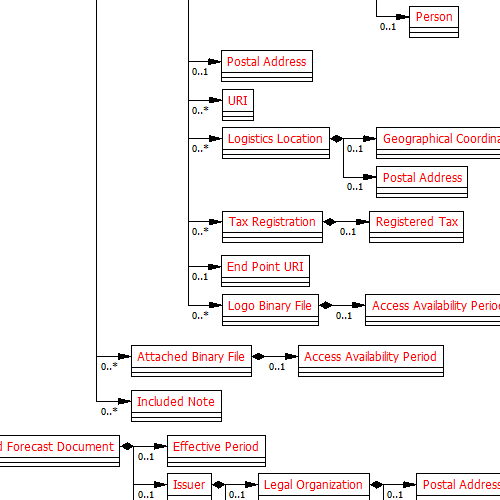 Person
0..1
Postal Address
0..1
URI
0..*
Logistics Location
0..*
0..1
Postal Address
0..1
Tax Registration
0..*
Registered Tax
0..1
End Point URI
0..1
Logo Binary File
0..*
Access Availability
0..1
Attached Binary File
0..*
Access Availability Period
0..1
Included Note
0..*
Forecast Document
Effective Period
0..1
Issuer
0..1
Legal Organization
0..1
Postal Address
0..1
Geographical